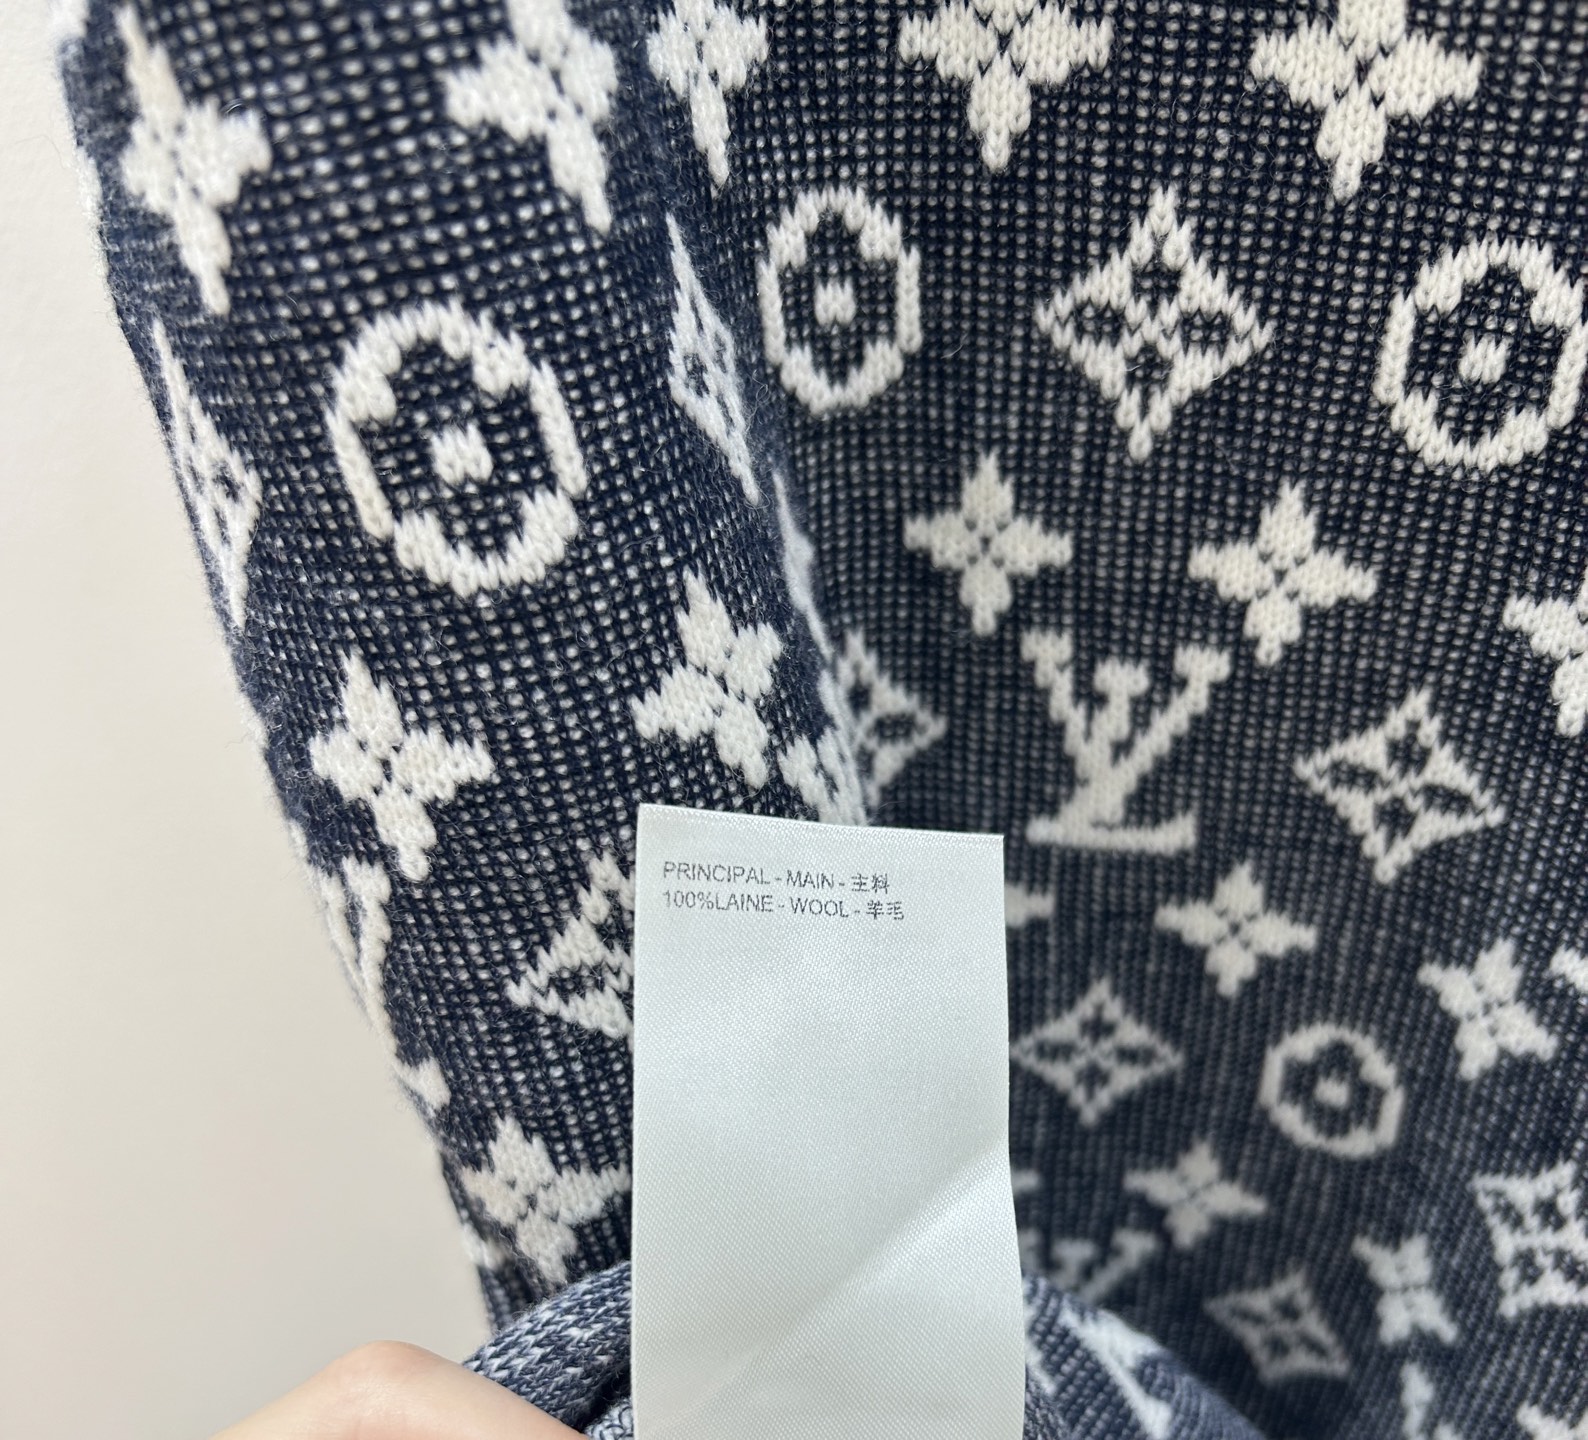 PRINCIPAL - MAIN - 主料
100%LAINE - WOOL - 羊毛